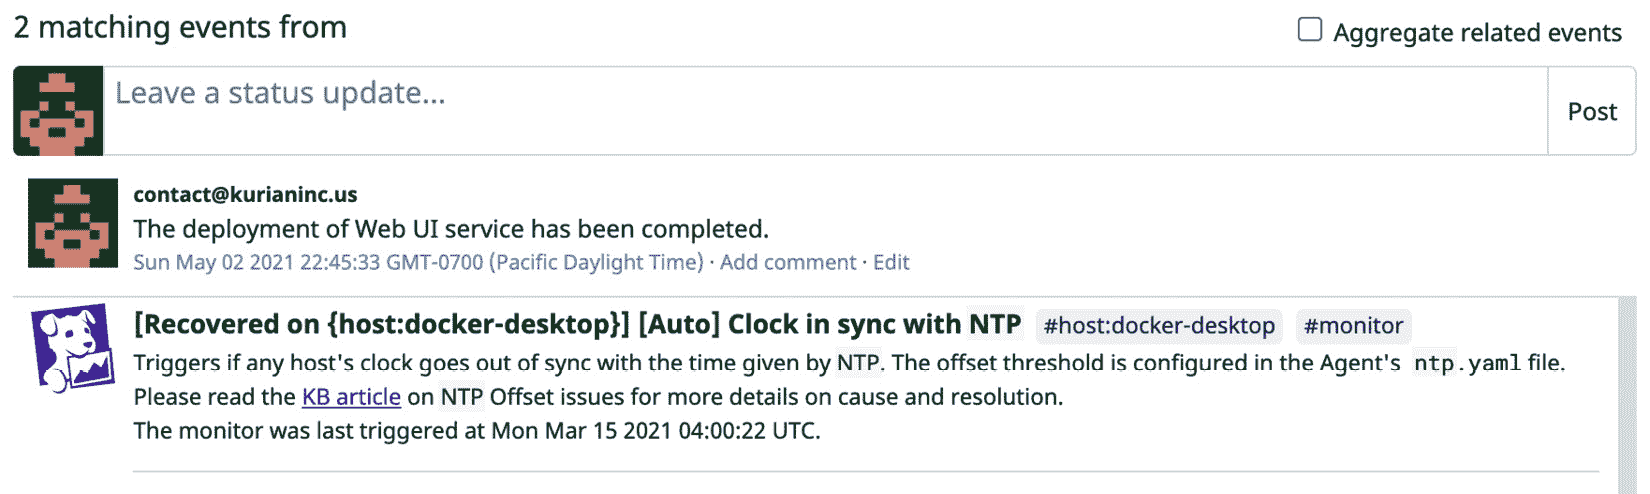 2 matching events from
Aggregate related events
Leave a status update...
Post
contact@kurianinc.us
The deployment of Web UI service has been completed.
Sun May 02 2021 22:45:33 GMT-0700 (Pacific Daylight Time) · Add comment · Edit
[Recovered on {host:docker-desktop}] [Auto] Clock in sync with NTP #host:docker-desktop #monitor
Triggers if any host's clock goes out of sync with the time given by NTP. The offset threshold is configured in the Agent's ntp.yaml file.
Please read the KB article on NTP Offset issues for more details on cause and resolution.
The monitor was last triggered at Mon Mar 15 2021 04:00:22 UTC.